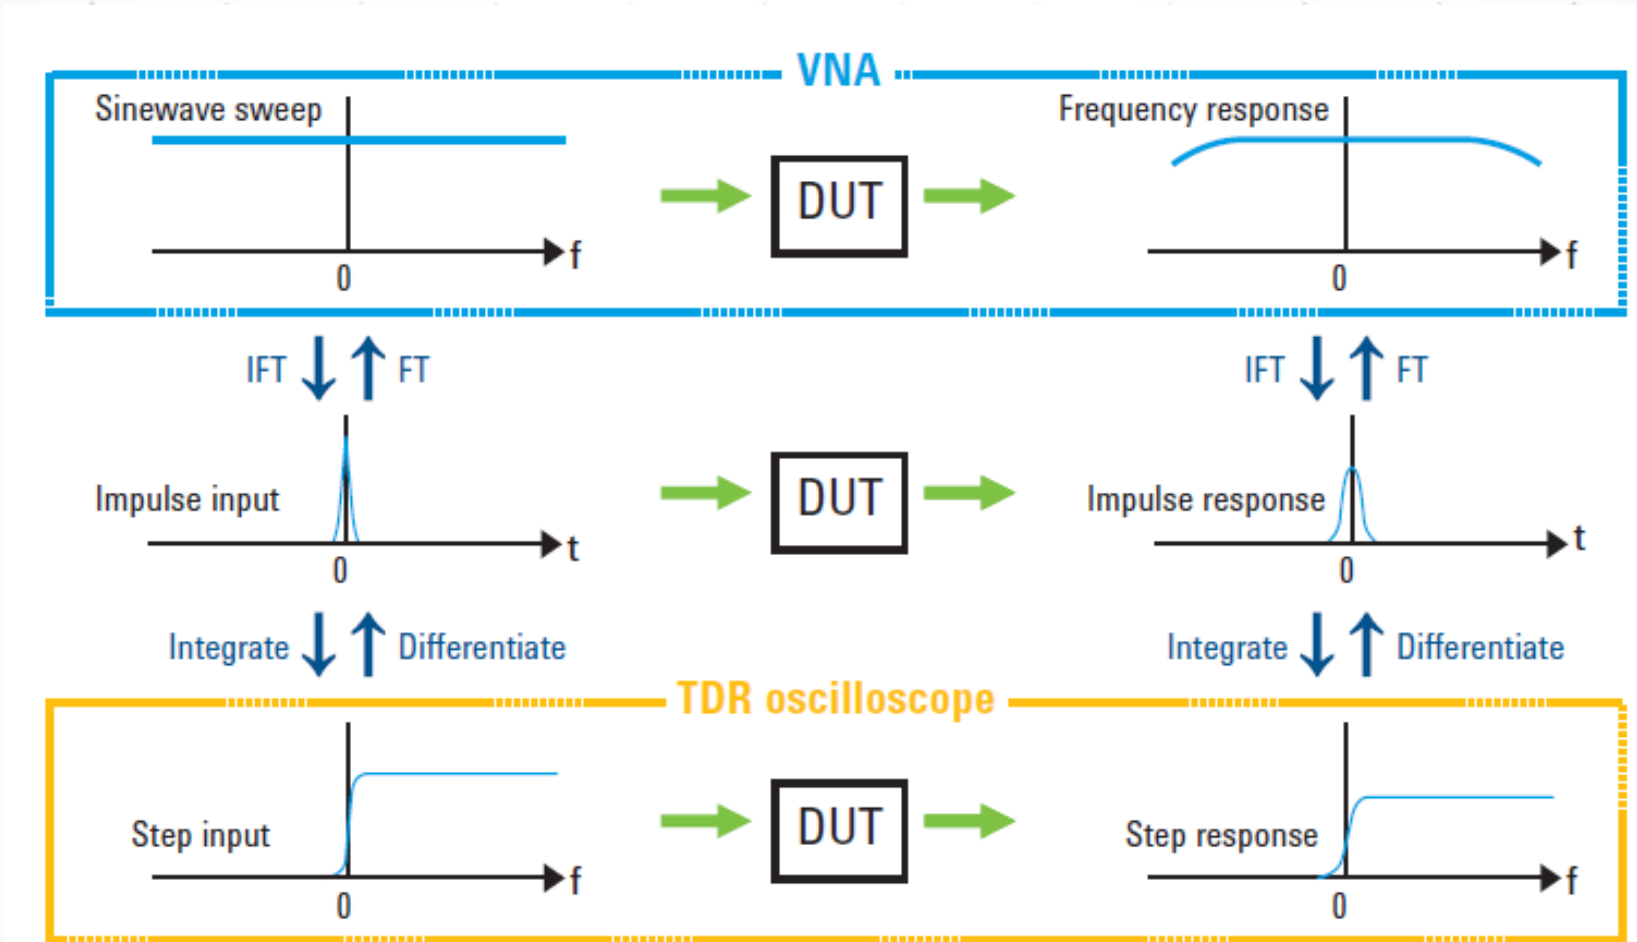 VNA
Sinewave sweep
Frequency response
DUT
f
f
0
0
IFT
FT
IFT
FT
Impulse input
DUT
Impulse response
t
t
0
0
Integrate
Differentiate
Integrate
Differentiate
TDR oscilloscope
Step input
DUT
Step response
f
f
0
0